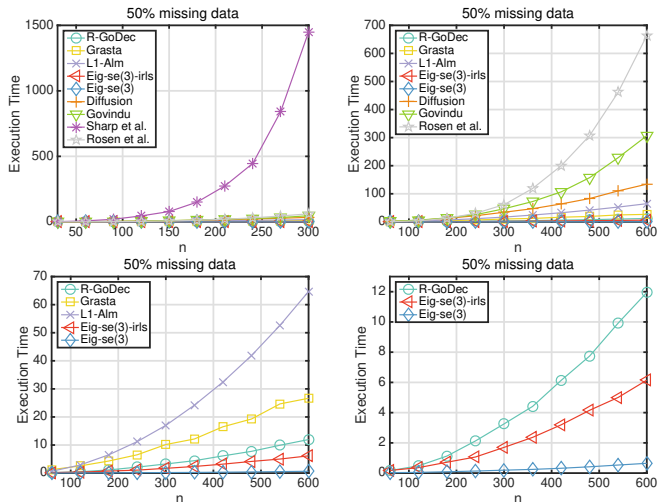 50% missing data
1500
1000
500
0
Execution Time
50 100 150 200 250 300
n
R-GoDec
Grasta
L1-Alm
Eig-se(3)-irls
Eig-se(3)
Diffusion
Govindu
Sharp et al.
Rosen et al.
50% missing data
700
600
500
400
300
200
100
0
Execution Time
100 200 300 400 500 600
n
R-GoDec
Grasta
L1-Alm
Eig-se(3)-irls
Eig-se(3)
Diffusion
Govindu
Rosen et al.
50% missing data
70
60
50
40
30
20
10
0
Execution Time
100 200 300 400 500 600
n
R-GoDec
Grasta
L1-Alm
Eig-se(3)-irls
Eig-se(3)
50% missing data
12
10
8
6
4
2
0
Execution Time
100 200 300 400 500 600
n
R-GoDec
Eig-se(3)-irls
Eig-se(3)